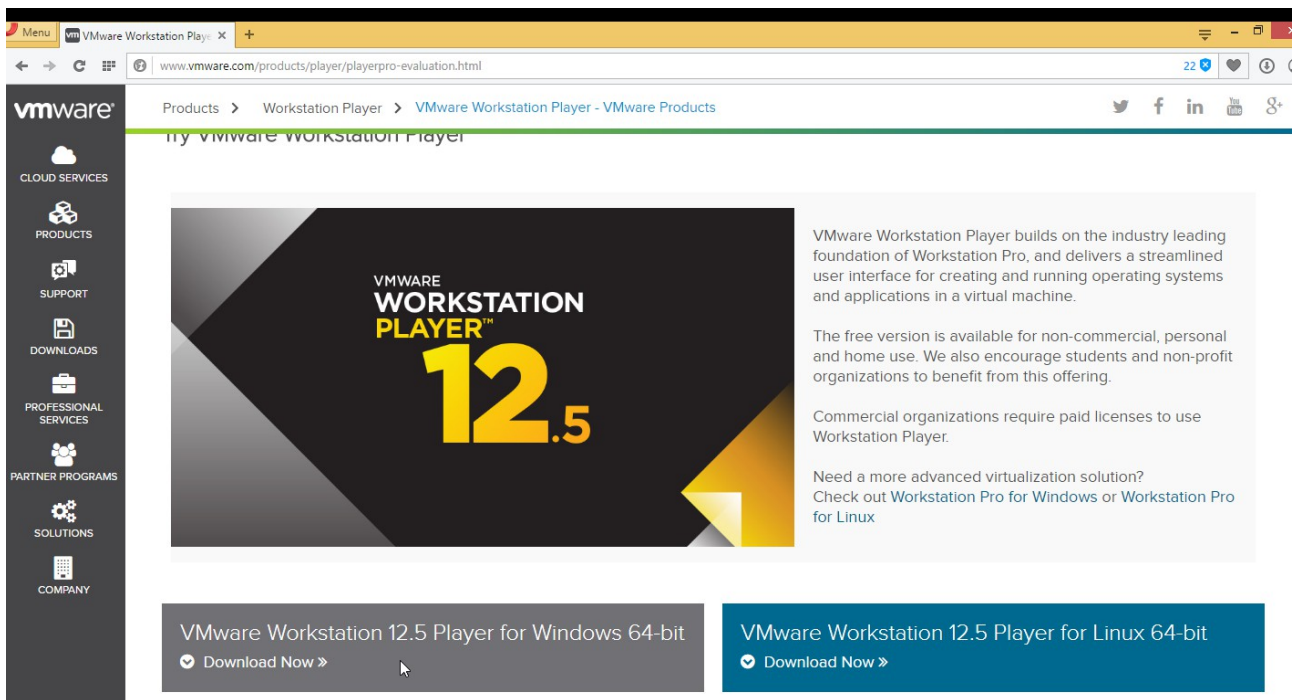 Menu
VMware Workstation Playe
www.vmware.com/products/player/playerpro-evaluation.html
22
vmware
Products > Workstation Player > VMware Workstation Player - VMware Products
You Tube
Try VMware Workstation Player
CLOUD SERVICES
PRODUCTS
SUPPORT
DOWNLOADS
PROFESSIONAL
SERVICES
PARTNER PROGRAMS
SOLUTIONS
COMPANY
VMWARE
WORKSTATION
PLAYER™
12.5
VMware Workstation Player builds on the industry leading
foundation of Workstation Pro, and delivers a streamlined
user interface for creating and running operating systems
and applications in a virtual machine.
The free version is available for non-commercial, personal
and home use. We also encourage students and non-profit
organizations to benefit from this offering.
Commercial organizations require paid licenses to use
Workstation Player.
Need a more advanced virtualization solution?
Check out Workstation Pro for Windows or Workstation Pro
for Linux
VMware Workstation 12.5 Player for Windows 64-bit
Download Now »
VMware Workstation 12.5 Player for Linux 64-bit
Download Now »